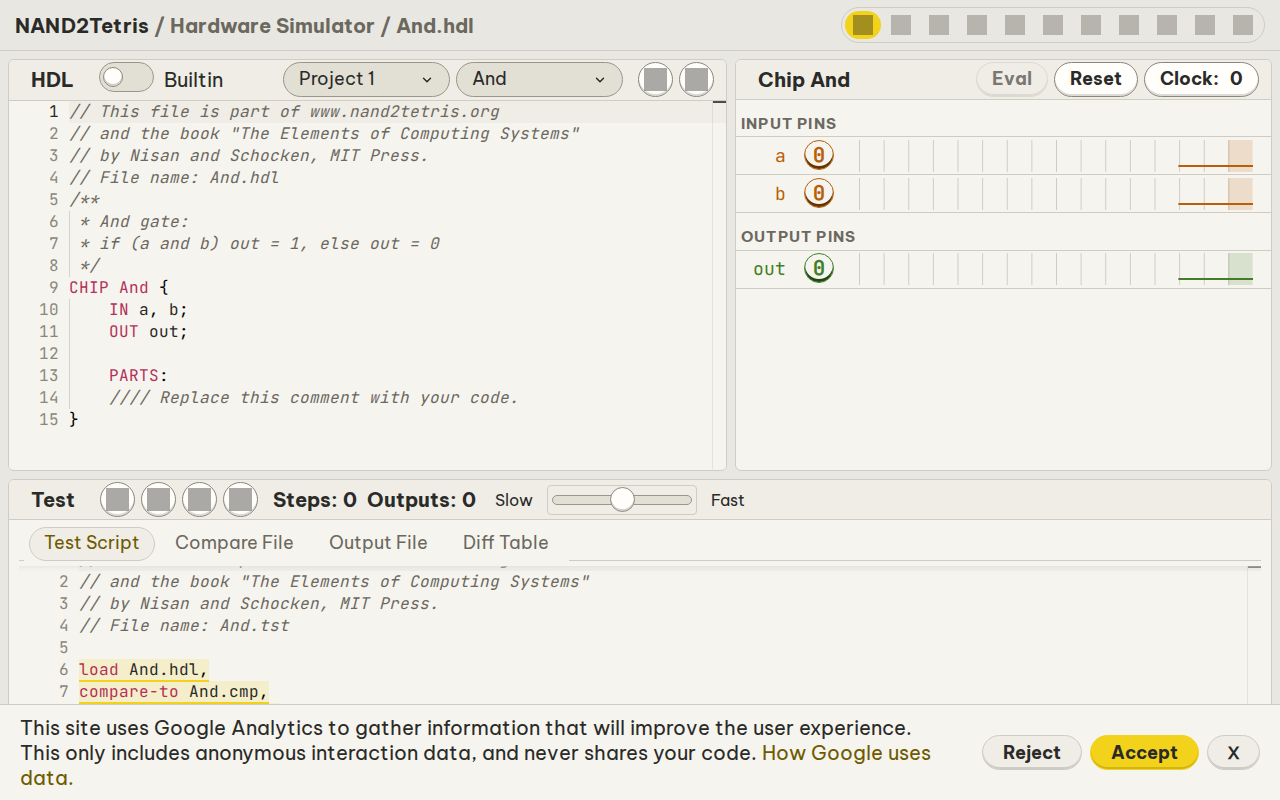 NAND2Tetris / Hardware Simulator / And.hdl
HDL Builtin Project 1 And
1 // This file is part of www.nand2tetris.org
2 // and the book "The Elements of Computing Systems"
3 // by Nisan and Schocken, MIT Press.
4 // File name: And.hdl
5 /**
6 * And gate:
7 * if (a and b) out = 1, else out = 0
8 */
9 CHIP And {
10 IN a, b;
11 OUT out;
12
13 PARTS:
14 //// Replace this comment with your code.
15 }
Chip And Eval Reset Clock: 0
INPUT PINS
a 0
b 0
OUTPUT PINS
out 0
Test Steps: 0 Outputs: 0 Slow Fast
Test Script Compare File Output File Diff Table
2 // and the book "The Elements of Computing Systems"
3 // by Nisan and Schocken, MIT Press.
4 // File name: And.tst
5
6 load And.hdl,
7 compare-to And.cmp,
This site uses Google Analytics to gather information that will improve the user experience.
This only includes anonymous interaction data, and never shares your code. How Google uses
data.
Reject Accept X